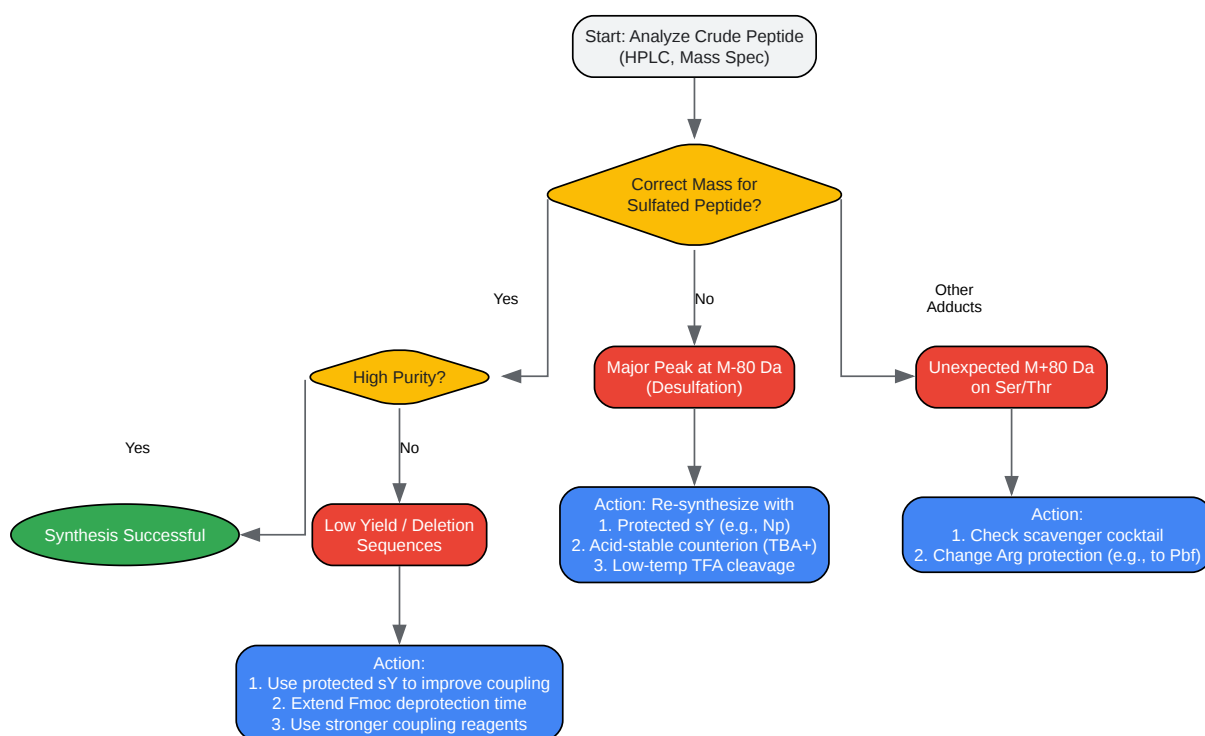 Start: Analyze Crude Peptide
(HPLC, Mass Spec)
Correct Mass for
Sulfated Peptide?
Yes
No
Other
Adducts
High Purity?
Major Peak at M-80 Da
(Desulfation)
Unexpected M+80 Da
on Ser/Thr
Yes
No
Synthesis Successful
Low Yield / Deletion
Sequences
Action: Re-synthesize with
1. Protected sY (e.g., Np)
2. Acid-stable counterion (TBA+)
3. Low-temp TFA cleavage
Action:
1. Check scavenger cocktail
2. Change Arg protection (e.g., to Pbf)
Action:
1. Use protected sY to improve coupling
2. Extend Fmoc deprotection time
3. Use stronger coupling reagents